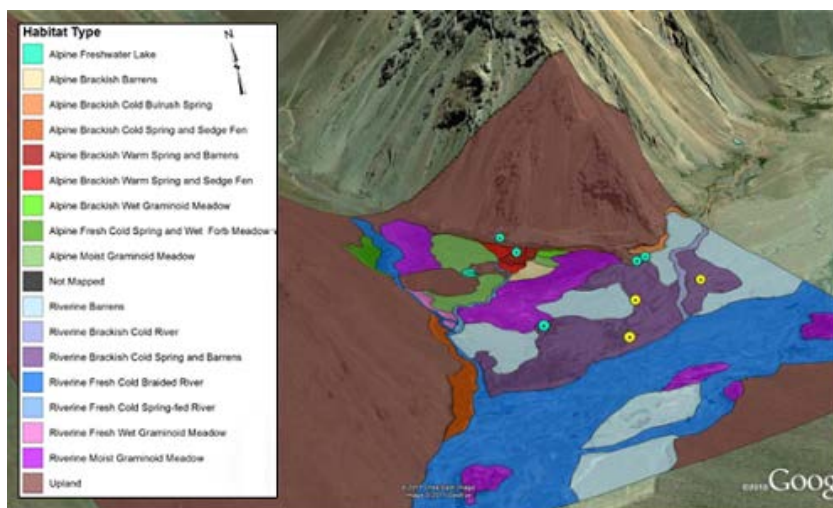 Habitat Type
N
Alpine Freshwater Lake
Alpine Brackish Barrens
Alpine Brackish Cold Bulrush Spring
Alpine Brackish Cold Spring and Sedge Fen
Alpine Brackish Warm Spring and Barrens
Alpine Brackish Warm Spring and Sedge Fen
Alpine Brackish Wet Graminoid Meadow
Alpine Fresh Cold Spring and Wet Forb Meadow
Alpine Moist Graminoid Meadow
Not Mapped
Riverine Barrens
Riverine Brackish Cold River
Riverine Brackish Cold Spring and Barrens
Riverine Fresh Cold Braided River
Riverine Fresh Cold Spring-fed River
Riverine Fresh Wet Graminoid Meadow
Riverine Moist Graminoid Meadow
Upland
©2010 Goog